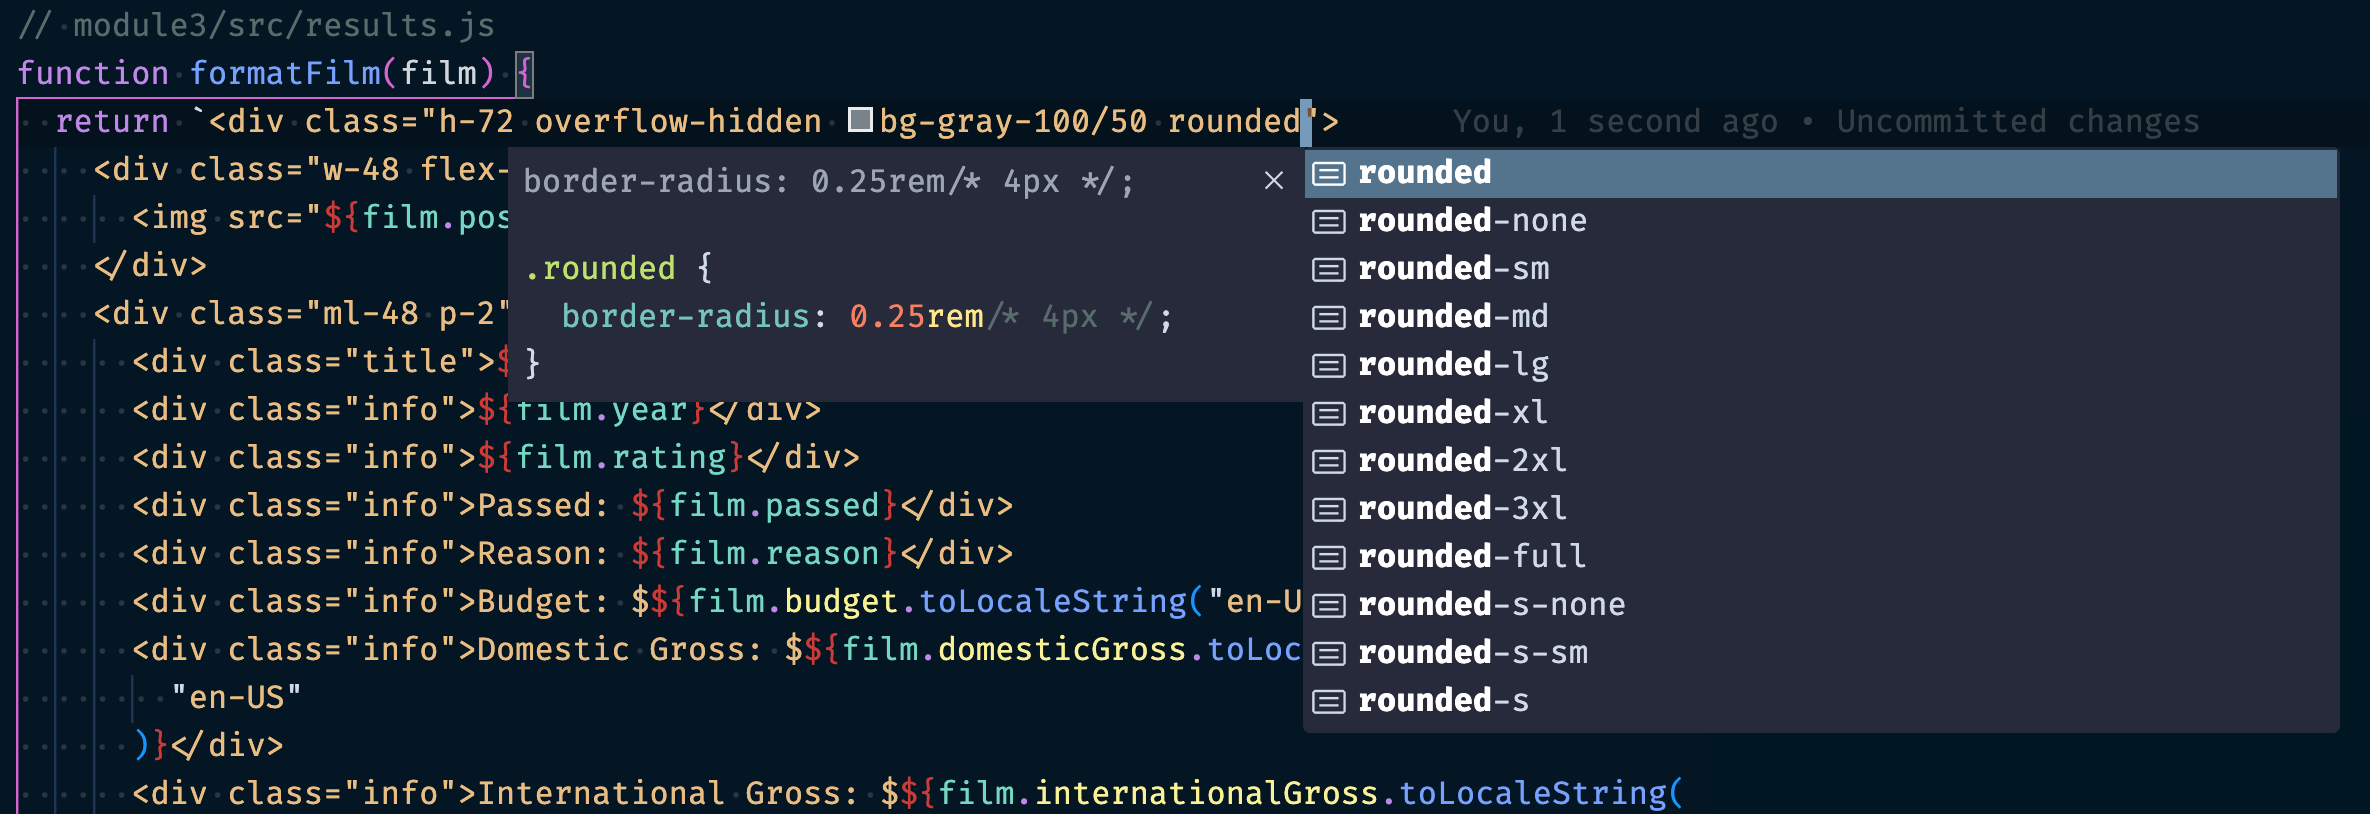 // module3/src/results.js
function formatFilm(film) {
return `<div class="h-72 overflow-hidden bg-gray-100/50 rounded"> You, 1 second ago • Uncommitted changes
<div class="w-48 flex-
<img src="${film.pos
</div>
<div class="ml-48 p-2"
<div class="title">$
<div class="info">${film.year}</div>
<div class="info">${film.rating}</div>
<div class="info">Passed: ${film.passed}</div>
<div class="info">Reason: ${film.reason}</div>
<div class="info">Budget: $${film.budget.toLocaleString("en-U
<div class="info">Domestic Gross: $${film.domesticGross.toLoc
"en-US"
)}</div>
<div class="info">International Gross: $${film.internationalGross.toLocaleString(
border-radius: 0.25rem/* 4px */;
.rounded {
border-radius: 0.25rem/* 4px */;
}
rounded
rounded-none
rounded-sm
rounded-md
rounded-lg
rounded-xl
rounded-2xl
rounded-3xl
rounded-full
rounded-s-none
rounded-s-sm
rounded-s